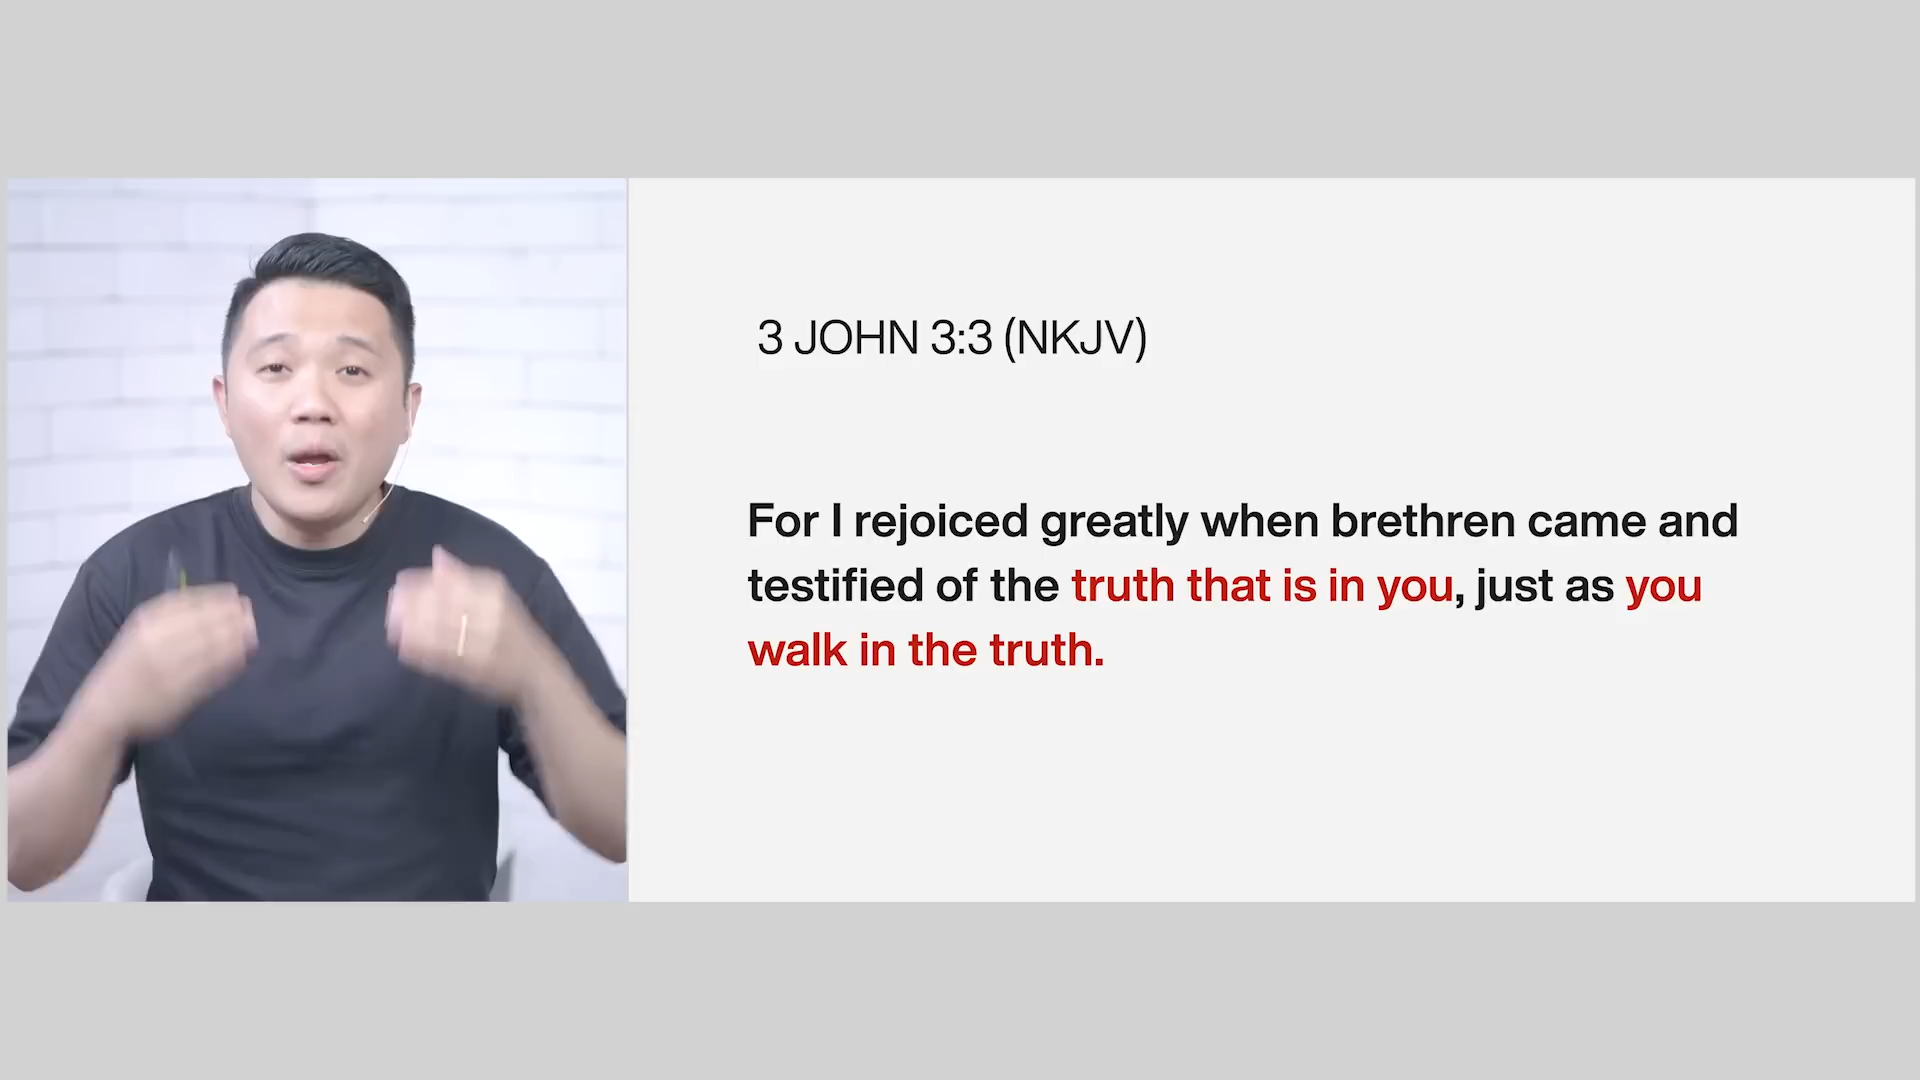 3 JOHN 3:3 (NKJV)
For I rejoiced greatly when brethren came and
testified of the truth that is in you, just as you
walk in the truth.